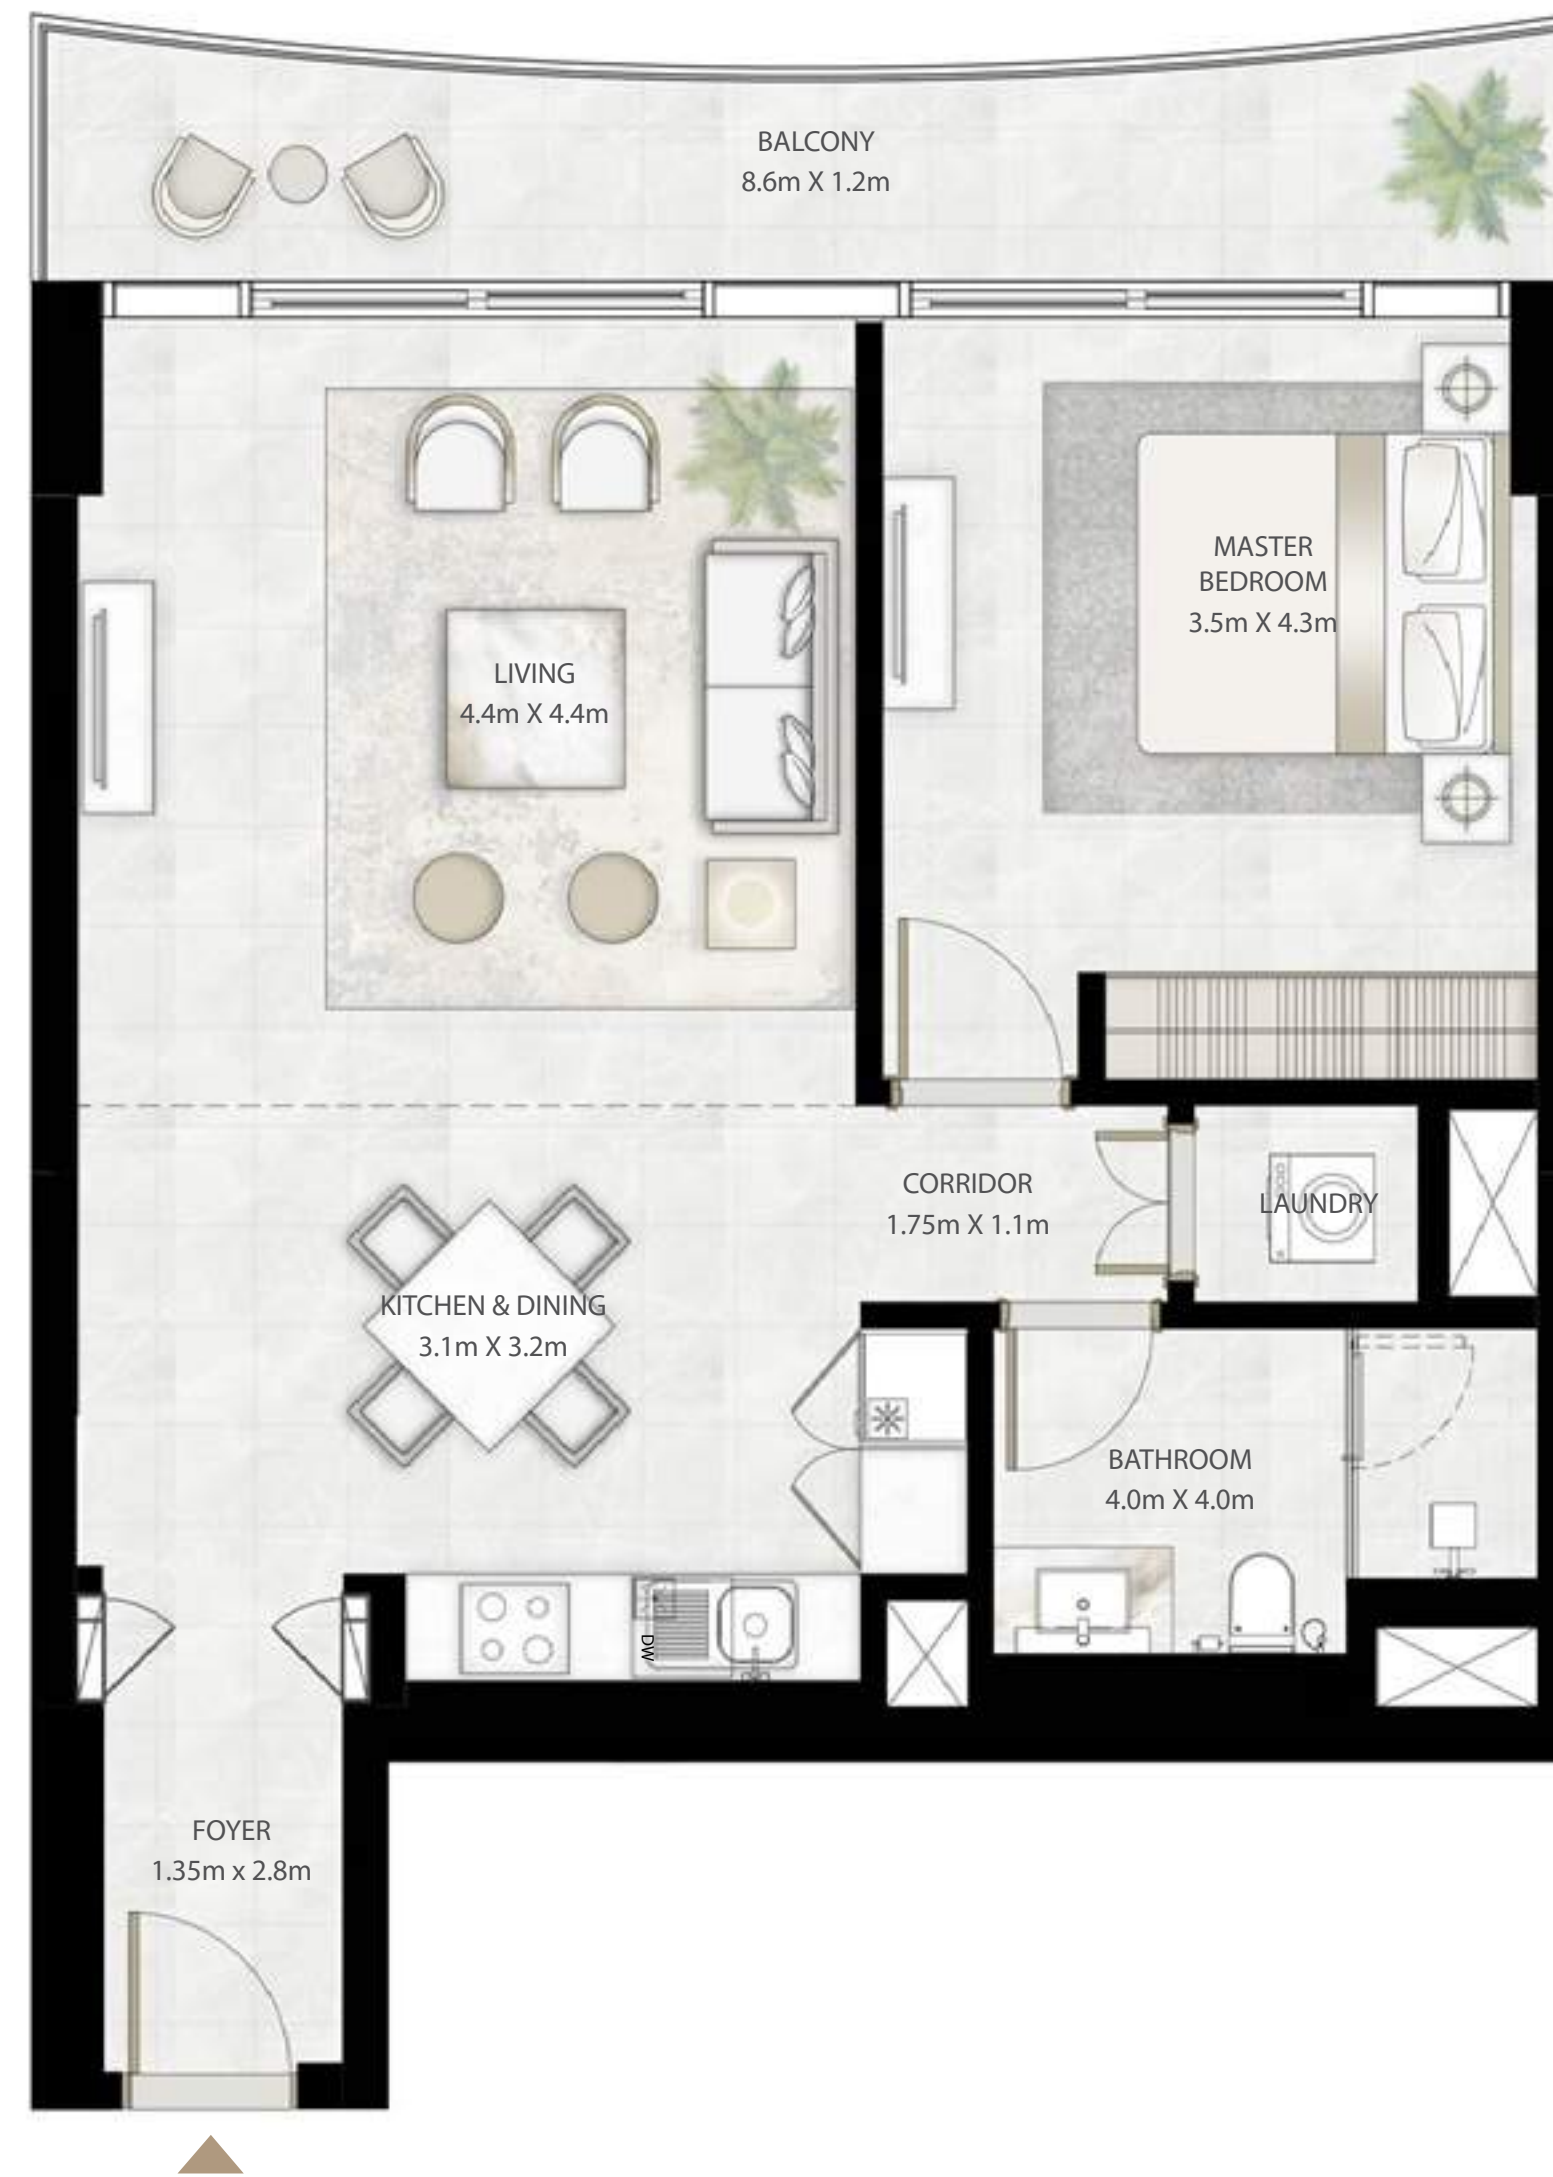 BALCONY
8.6m X 1.2m
MASTER
BEDROOM
3.5m X 4.3m
LIVING
4.4m X 4.4m
CORRIDOR
1.75m X 1.1m
LAUNDRY
KITCHEN & DINING
3.1m X 3.2m
BATHROOM
4.0m X 4.0m
DW
FOYER
1.35m x 2.8m